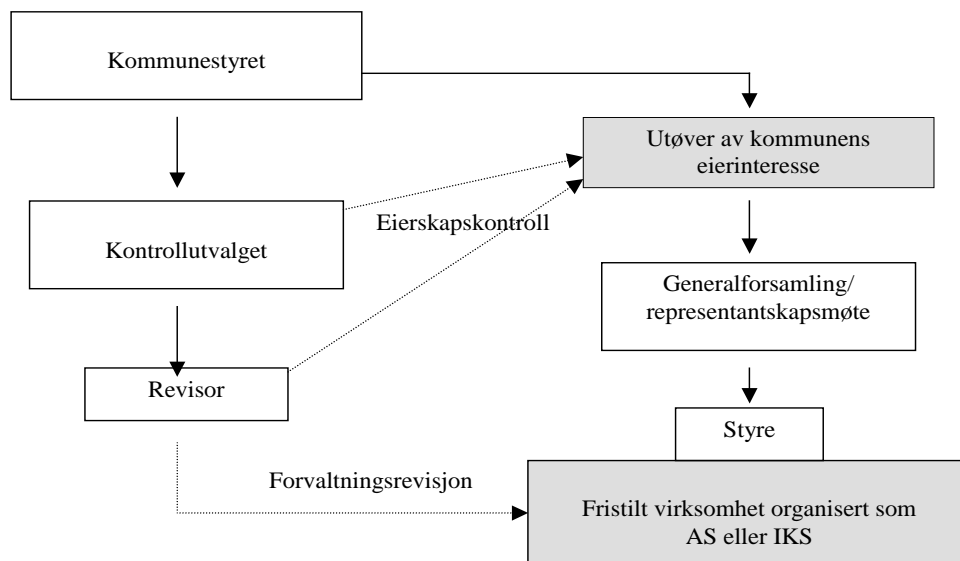 Kommunestyret
Utøver av kommunens
eierinteresse
Eierskapskontroll
Kontrollutvalget
Generalforsamling/
representantskapsmøte
Revisor
Styre
Forvaltningsrevisjon
Fristilt virksomhet organisert som
AS eller IKS